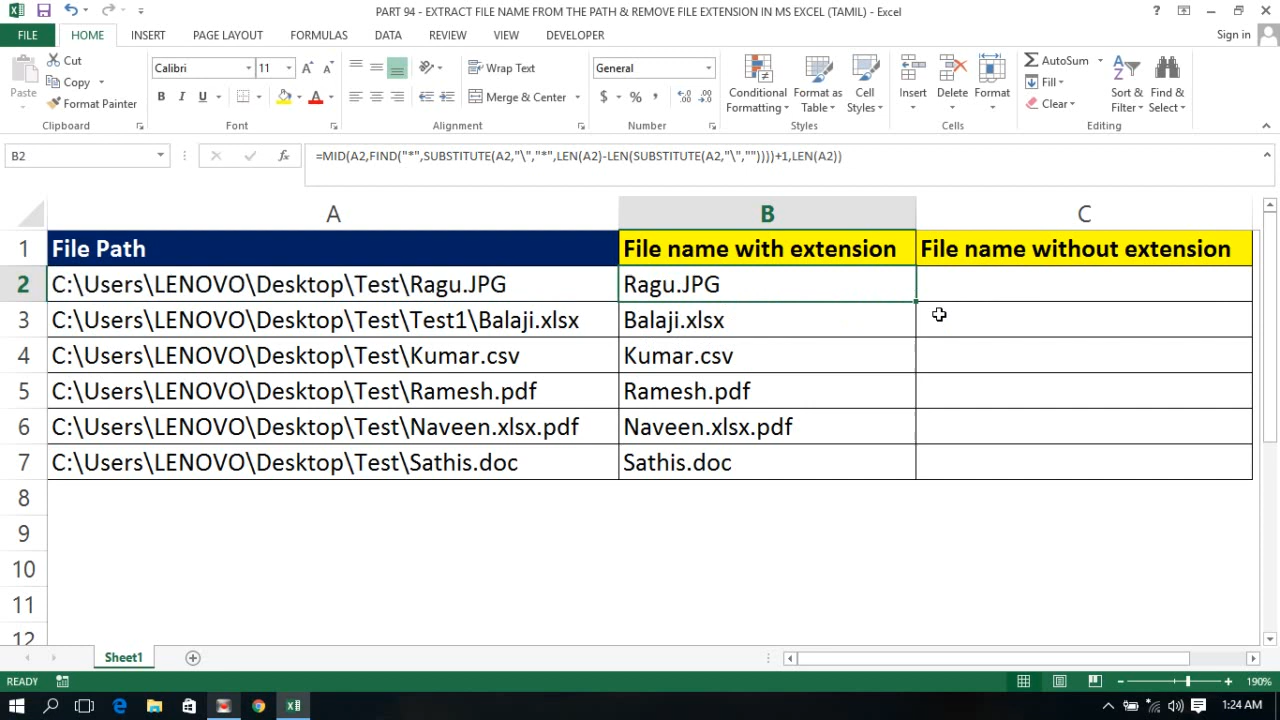 PART 94 - EXTRACT FILE NAME FROM THE PATH & REMOVE FILE EXTENSION IN MS EXCEL (TAMIL) - Excel
FILE HOME INSERT PAGE LAYOUT FORMULAS DATA REVIEW VIEW DEVELOPER Sign in
Paste
Cut
Copy
Format Painter
Clipboard
Calibri 11
B I U A
Font
Wrap Text
Merge & Center
Alignment
General
$ % ,
Number
Conditional Formatting
Format as Table
Cell Styles
Styles
Insert Delete Format
Cells
AutoSum
Fill
Clear
Sort & Filter
Find & Select
Editing
B2 fx =MID(A2,FIND("*",SUBSTITUTE(A2,"\","*",LEN(A2)-LEN(SUBSTITUTE(A2,"\",""))))+1,LEN(A2))
A B C
1 File Path File name with extension File name without extension
2 C:\Users\LENOVO\Desktop\Test\Ragu.JPG Ragu.JPG
3 C:\Users\LENOVO\Desktop\Test\Test1\Balaji.xlsx Balaji.xlsx
4 C:\Users\LENOVO\Desktop\Test\Kumar.csv Kumar.csv
5 C:\Users\LENOVO\Desktop\Test\Ramesh.pdf Ramesh.pdf
6 C:\Users\LENOVO\Desktop\Test\Naveen.xlsx.pdf Naveen.xlsx.pdf
7 C:\Users\LENOVO\Desktop\Test\Sathis.doc Sathis.doc
8
9
10
11
12
Sheet1
READY 190%
1:24 AM